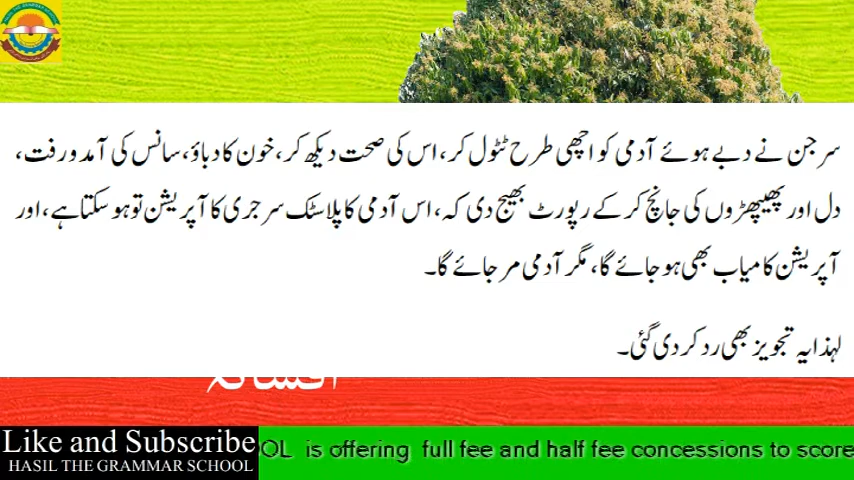 سرجن نے دبے ہوئے آدمی کو اچھی طرح ٹٹول کر، اس کی صحت دیکھ کر، خون کا دباؤ، سانس کی آمد و رفت،
دل اور پھیپھڑوں کی جانچ کر کے رپورٹ بھیج دی کہ، اس آدمی کا پلاسٹک سرجری کا آپریشن تو ہو سکتا ہے، اور
آپریشن کامیاب بھی ہو جائے گا، مگر آدمی مر جائے گا۔
لہذا یہ تجویز بھی رد کر دی گئی۔
Like and Subscribe
HASIL THE GRAMMAR SCHOOL
OL is offering full fee and half fee concessions to score